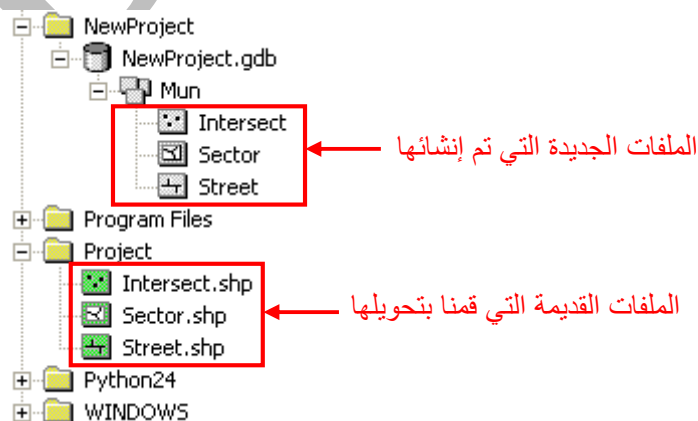 NewProject
NewProject.gdb
Mun
Intersect
Sector
Street
الملفات الجديدة التي تم إنشائها
Program Files
Project
Intersect.shp
Sector.shp
Street.shp
الملفات القديمة التي قمنا بتحويلها
Python24
WINDOWS